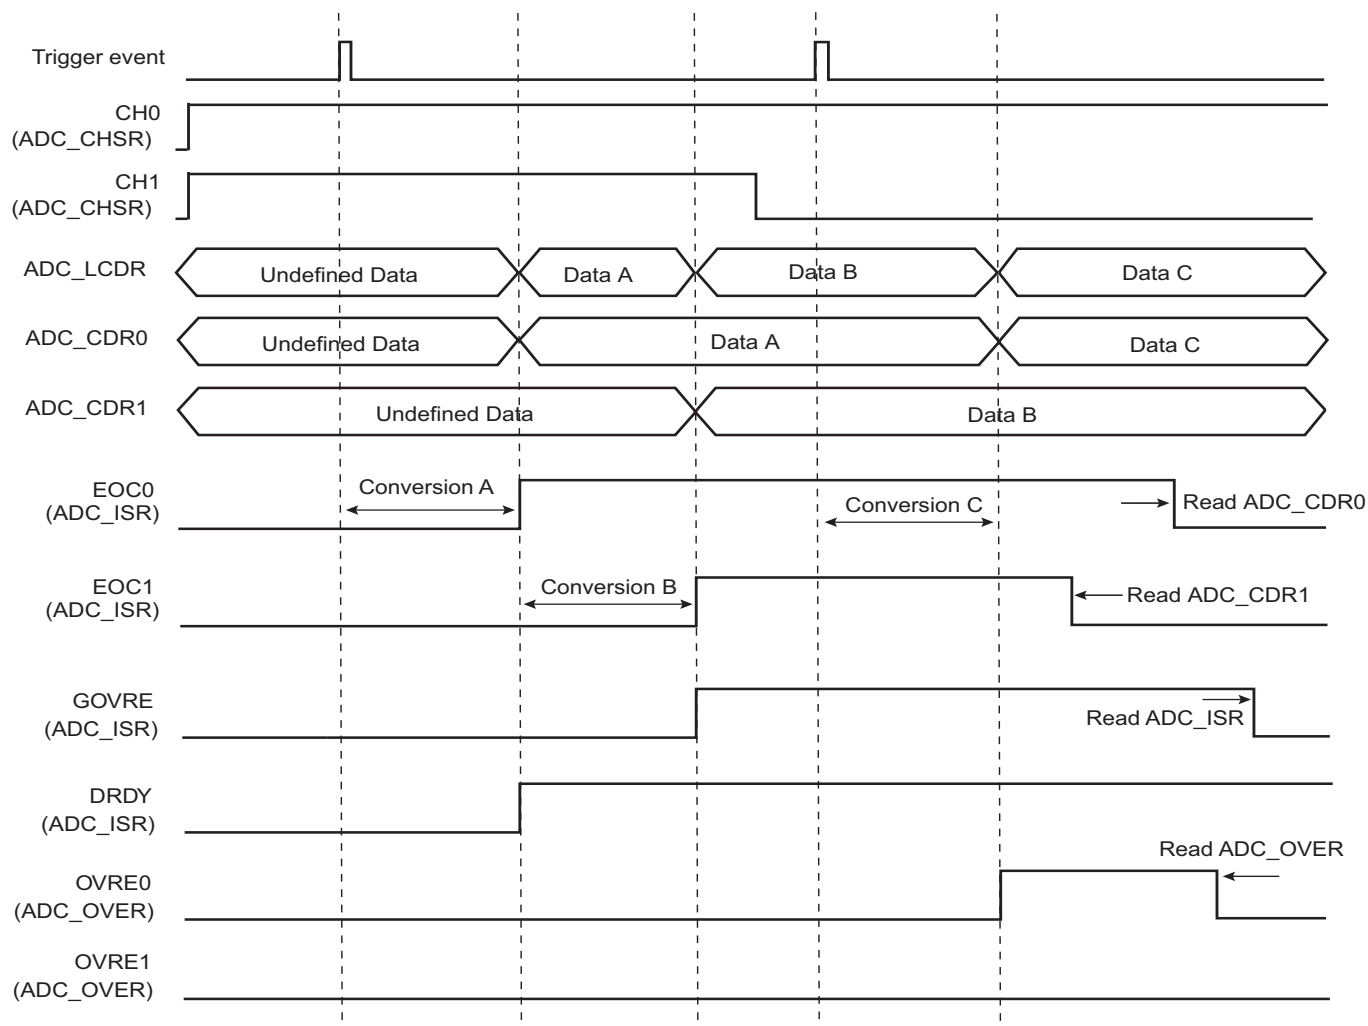 Trigger event
CH0
(ADC_CHSR)
CH1
(ADC_CHSR)
ADC_LCDR
Undefined Data
Data A
Data B
Data C
ADC_CDR0
Undefined Data
Data A
Data C
ADC_CDR1
Undefined Data
Data B
EOC0
(ADC_ISR)
Conversion A
Conversion C
Read ADC_CDR0
EOC1
(ADC_ISR)
Conversion B
Read ADC_CDR1
GOVRE
(ADC_ISR)
Read ADC_ISR
DRDY
(ADC_ISR)
Read ADC_OVER
OVRE0
(ADC_OVER)
OVRE1
(ADC_OVER)